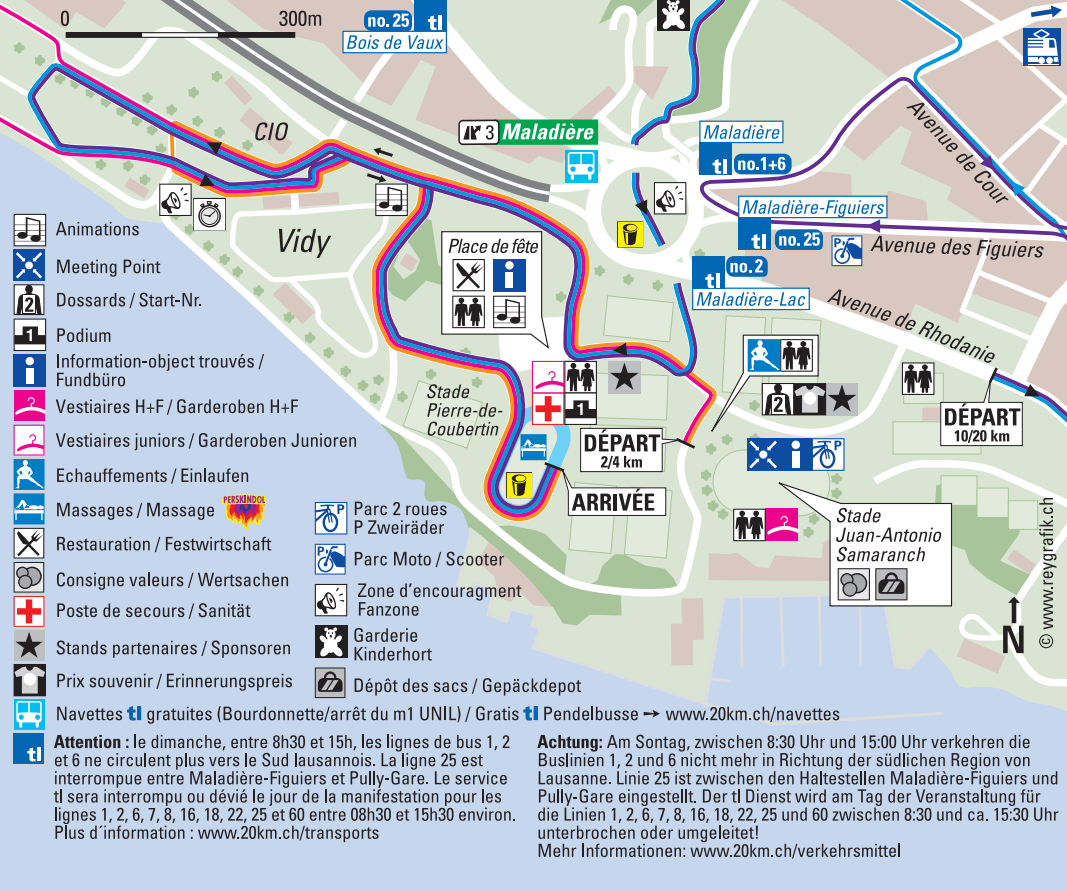 0 300m
no. 25 tl
Bois de Vaux
CIO
3 Maladière
Maladière
tl no.1+6
Avenue de Cour
Maladière-Figuiers
tl no. 25
P
Avenue des Figuiers
Vidy
Place de fête
tl no. 2
Maladière-Lac
Avenue de Rhodanie
Stade
Pierre-de-
Coubertin
1
2
DÉPART
2/4 km
DÉPART
10/20 km
ARRIVÉE
P
Stade
Juan-Antonio
Samaranch
N
© www.reygrafik.ch
Animations
Meeting Point
2 Dossards / Start-Nr.
1 Podium
Information-object trouvés /
Fundbüro
Vestiaires H+F / Garderoben H+F
Vestiaires juniors / Garderoben Junioren
Echauffements / Einlaufen
Massages / Massage PERSKINDOL
Restauration / Festwirtschaft
Consigne valeurs / Wertsachen
Poste de secours / Sanität
Stands partenaires / Sponsoren
Prix souvenir / Erinnerungspreis
P Parc 2 roues
P Zweiräder
P Parc Moto / Scooter
Zone d'encouragment
Fanzone
Garderie
Kinderhort
Dépôt des sacs / Gepäckdepot
Navettes tl gratuites (Bourdonnette/arrêt du m1 UNIL) / Gratis tl Pendelbusse → www.20km.ch/navettes
tl
Attention : le dimanche, entre 8h30 et 15h, les lignes de bus 1, 2
et 6 ne circulent plus vers le Sud lausannois. La ligne 25 est
interrompue entre Maladière-Figuiers et Pully-Gare. Le service
tl sera interrompu ou dévié le jour de la manifestation pour les
lignes 1, 2, 6, 7, 8, 16, 18, 22, 25 et 60 entre 08h30 et 15h30 environ.
Plus d´information : www.20km.ch/transports
Achtung: Am Sontag, zwischen 8:30 Uhr und 15:00 Uhr verkehren die
Buslinien 1, 2 und 6 nicht mehr in Richtung der südlichen Region von
Lausanne. Linie 25 ist zwischen den Haltestellen Maladière-Figuiers und
Pully-Gare eingestellt. Der tl Dienst wird am Tag der Veranstaltung für
die Linien 1, 2, 6, 7, 8, 16, 18, 22, 25 und 60 zwischen 8:30 und ca. 15:30 Uhr
unterbrochen oder umgeleitet!
Mehr Informationen: www.20km.ch/verkehrsmittel